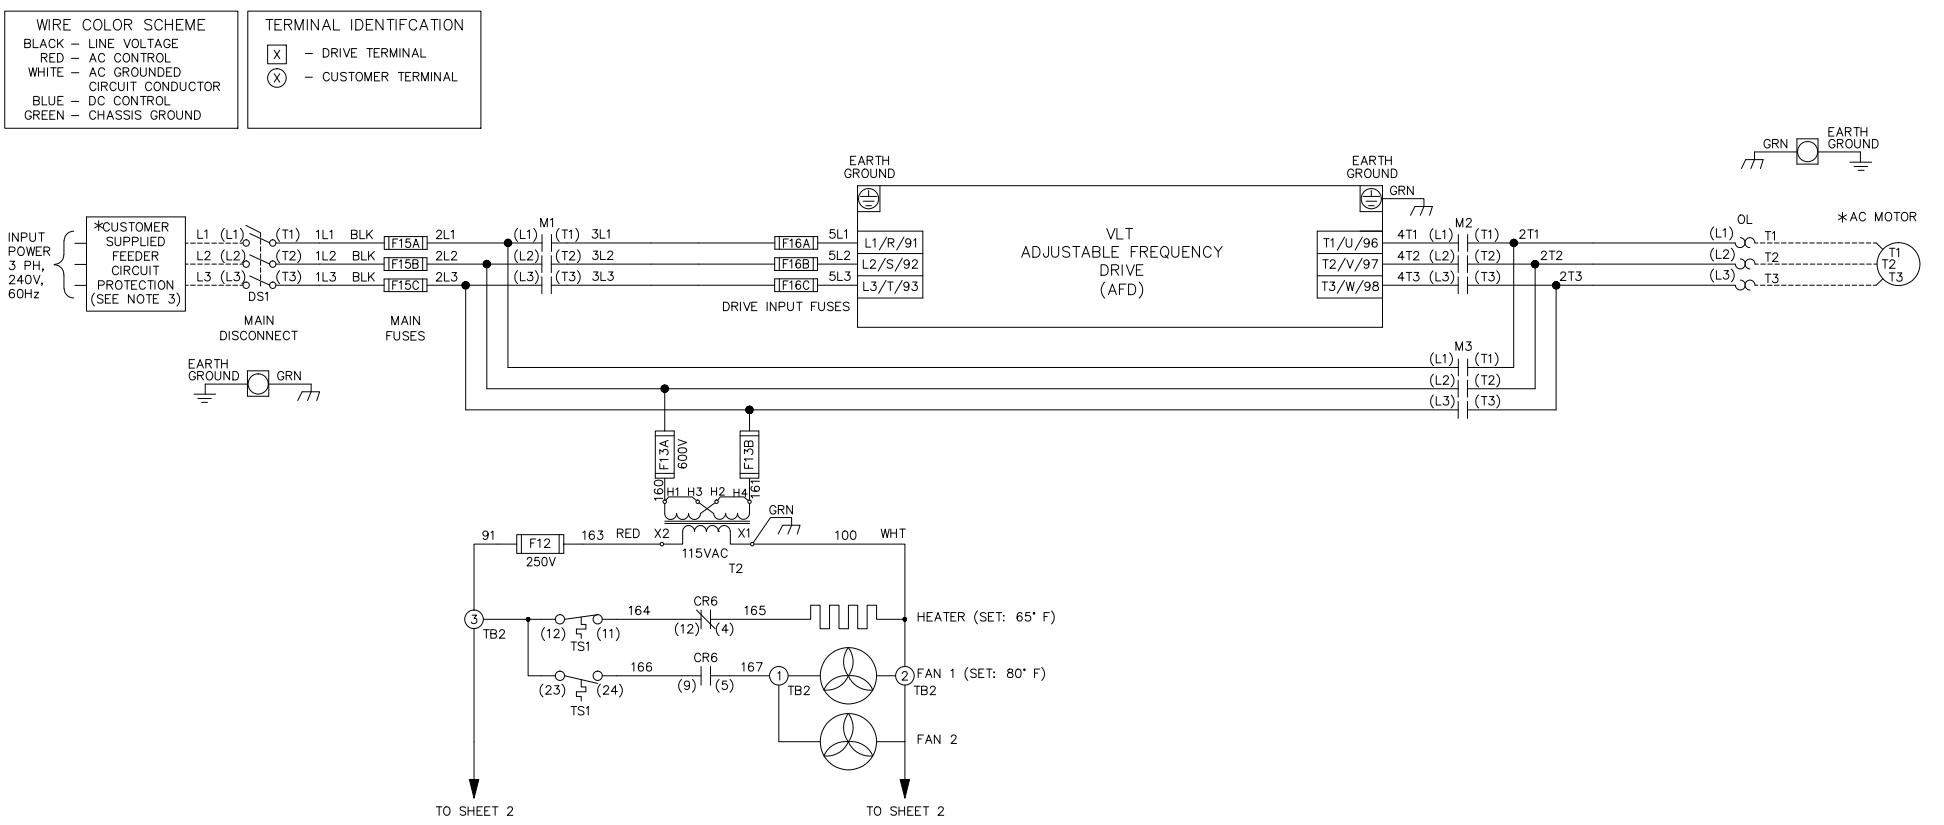 WIRE COLOR SCHEME
BLACK – LINE VOLTAGE
RED – AC CONTROL
WHITE – AC GROUNDED
CIRCUIT CONDUCTOR
BLUE – DC CONTROL
GREEN – CHASSIS GROUND
TERMINAL IDENTIFCATION
X – DRIVE TERMINAL
X – CUSTOMER TERMINAL
INPUT
POWER
3 PH,
240V,
60Hz
*CUSTOMER
SUPPLIED
FEEDER
CIRCUIT
PROTECTION
(SEE NOTE 3)
L1 (L1) (T1) 1L1 BLK F15A 2L1 (L1) M1 (T1) 3L1 F16A 5L1 L1/R/91
L2 (L2) (T2) 1L2 BLK F15B 2L2 (L2) (T2) 3L2 F16B 5L2 L2/S/92
L3 (L3) (T3) 1L3 BLK F15C 2L3 (L3) (T3) 3L3 F16C 5L3 L3/T/93
DS1
MAIN
DISCONNECT
MAIN
FUSES
DRIVE INPUT FUSES
EARTH
GROUND
GRN
EARTH
GROUND
VLT
ADJUSTABLE FREQUENCY
DRIVE
(AFD)
EARTH
GROUND
GRN
T1/U/96 4T1 (L1) M2 (T1) 2T1 (L1) OL T1
T2/V/97 4T2 (L2) (T2) 2T2 (L2) T2
T3/W/98 4T3 (L3) (T3) 2T3 (L3) T3
GRN
EARTH
GROUND
*AC MOTOR
T1
T2
T3
M3
(L1) (T1)
(L2) (T2)
(L3) (T3)
F13A
600V
F13B
160
161
H1 H3 H2 H4
GRN
91 F12 163 RED X2 X1 100 WHT
250V
115VAC
T2
3
TB2
(12) (11)
TS1
164
CR6
(12) (4)
165
HEATER (SET: 65° F)
(23) (24)
TS1
166
CR6
(9) (5)
167
1
TB2
2
TB2
FAN 1 (SET: 80° F)
FAN 2
TO SHEET 2
TO SHEET 2